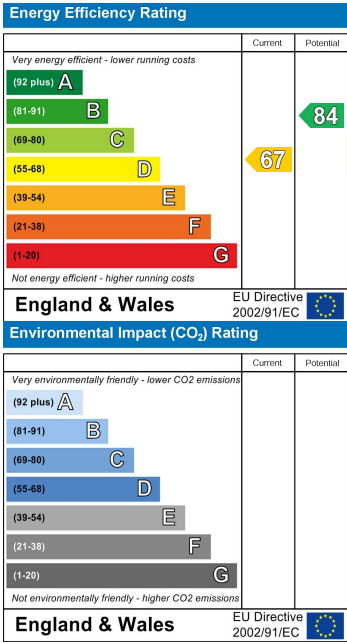 Energy Efficiency Rating
Current Potential
Very energy efficient - lower running costs
(92 plus) A
(81-91) B
84
(69-80) C
67
(55-68) D
(39-54) E
(21-38) F
(1-20) G
Not energy efficient - higher running costs
England & Wales
EU Directive
2002/91/EC
Environmental Impact (CO₂) Rating
Current Potential
Very environmentally friendly - lower CO2 emissions
(92 plus) A
(81-91) B
(69-80) C
(55-68) D
(39-54) E
(21-38) F
(1-20) G
Not environmentally friendly - higher CO2 emissions
England & Wales
EU Directive
2002/91/EC